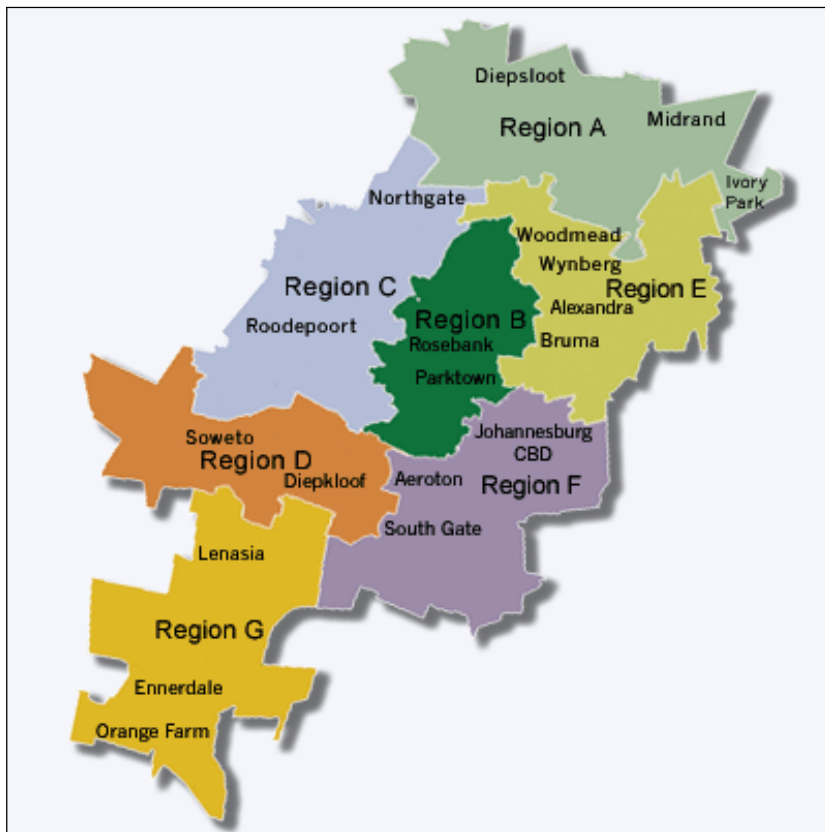 Diepsloot
Midrand
Region A
Ivory
Park
Northgate
Woodmead
Wynberg
Region C
Region E
Alexandra
Region B
Roodepoort
Rosebank
Bruma
Parktown
Johannesburg
CBD
Soweto
Region D
Diepkloof
Aeroton
Region F
South Gate
Lenasia
Region G
Ennerdale
Orange Farm